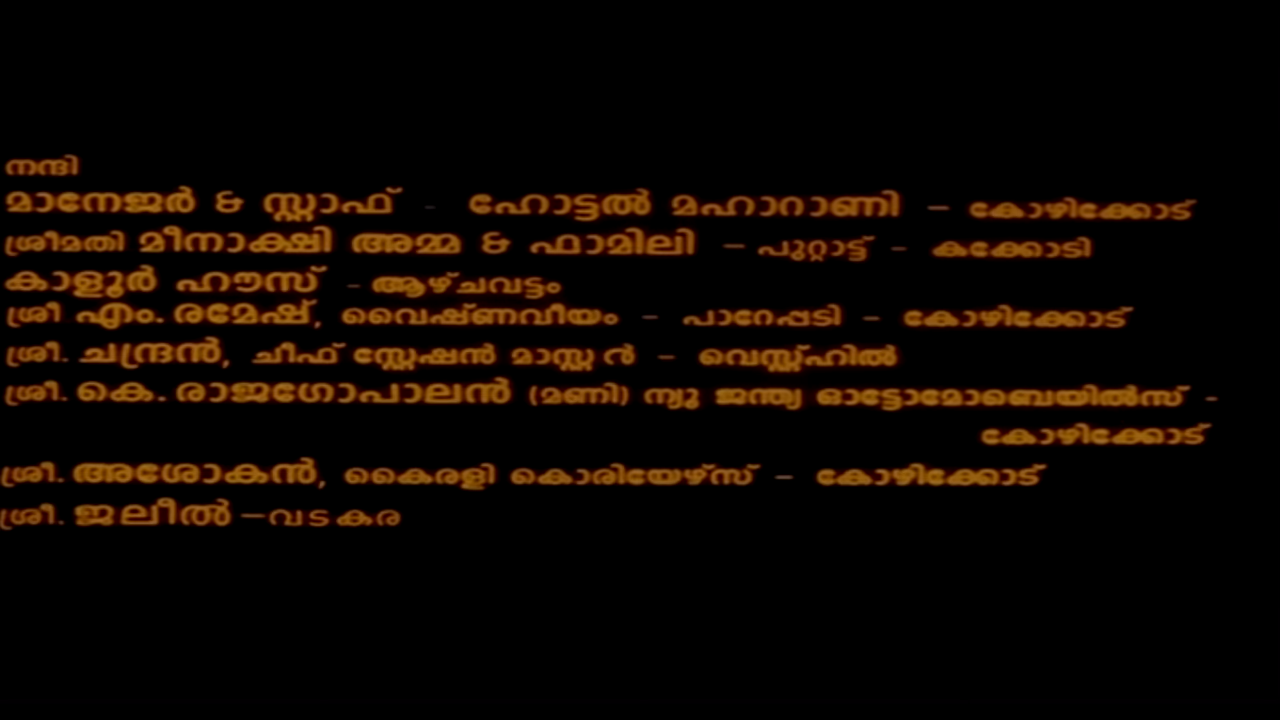 നന്ദി
മാനേജർ & സ്റ്റാഫ് - ഹോട്ടൽ മഹാറാണി - കോഴിക്കോട്
ശ്രീമതി മീനാക്ഷി അമ്മ & ഫാമിലി - പുറ്റാട്ട് - കക്കോടി
കാളൂർ ഹൗസ് - ആഴ്ചവട്ടം
ശ്രീ എം. രമേഷ്, വൈഷ്ണവീയം - പാറേപ്പടി - കോഴിക്കോട്
ശ്രീ. ചന്ദ്രൻ, ചീഫ് സ്റ്റേഷൻ മാസ്റ്റർ - വെസ്റ്റ്ഹിൽ
ശ്രീ. കെ. രാജഗോപാലൻ (മണി) ന്യൂ ജന്ത്യ ഓട്ടോമോബെയിൽസ് -
കോഴിക്കോട്
ശ്രീ. അശോകൻ, കൈരളി കൊരിയേഴ്സ് - കോഴിക്കോട്
ശ്രീ. ജലീൽ - വടകര